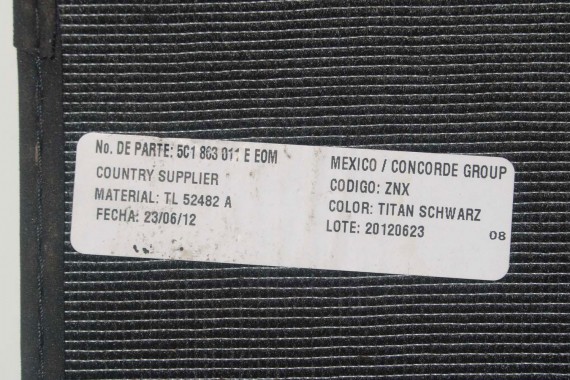 No. DE PARTE: 5C1 863 011 E EOM
COUNTRY SUPPLIER
MATERIAL: TL 52482 A
FECHA: 23/06/12
MEXICO / CONCORDE GROUP
CODIGO: ZNX
COLOR: TITAN SCHWARZ
LOTE: 20120623
08